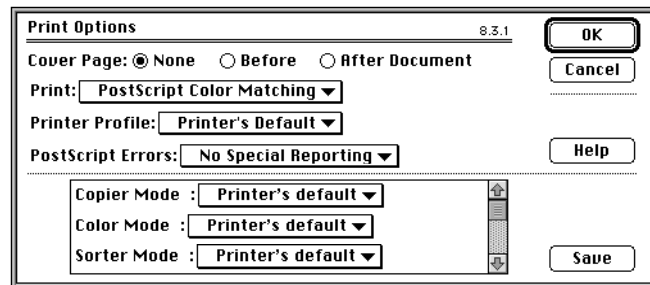 Print Options 8.3.1 OK
Cover Page: None Before After Document
Cancel
Print: PostScript Color Matching
Printer Profile: Printer's Default
PostScript Errors: No Special Reporting Help
Copier Mode : Printer's default
Color Mode : Printer's default
Sorter Mode : Printer's default Save